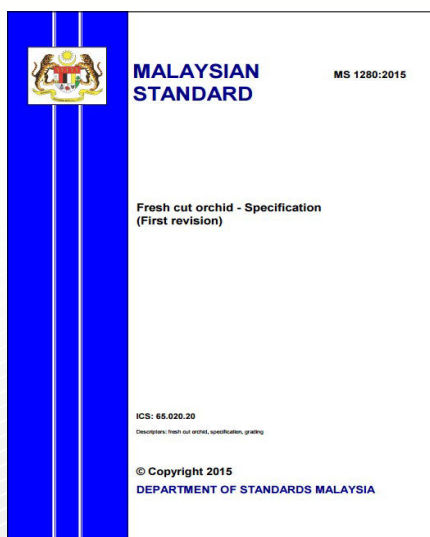 MALAYSIAN
STANDARD
MS 1280:2015
Fresh cut orchid - Specification
(First revision)
ICS: 65.020.20
Descriptors: fresh cut orchid, specification, grading
© Copyright 2015
DEPARTMENT OF STANDARDS MALAYSIA